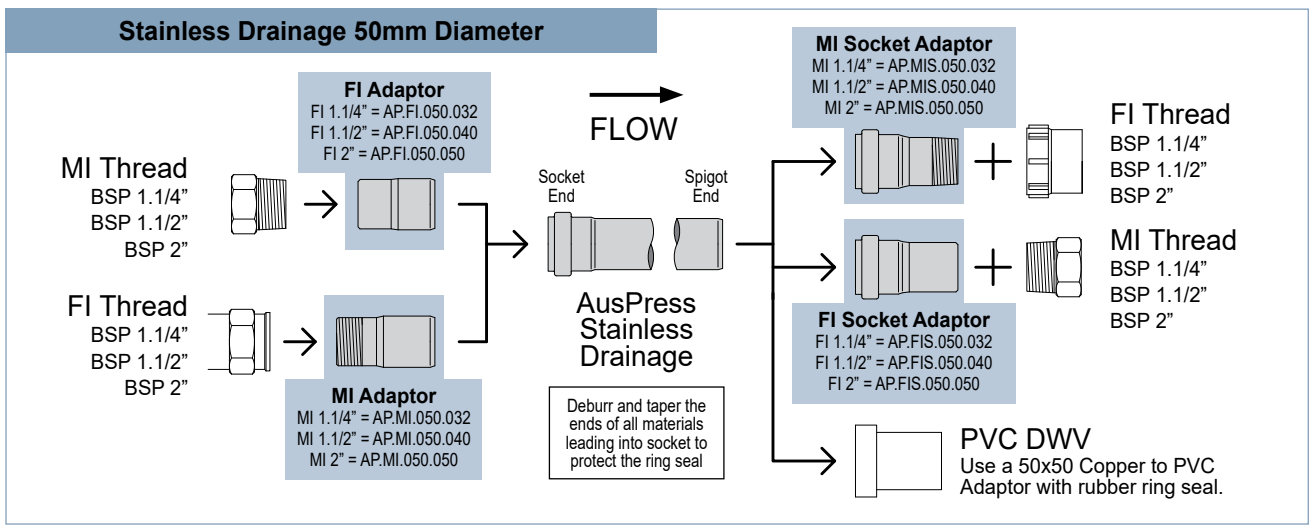 Stainless Drainage 50mm Diameter
FI Adaptor
FI 1.1/4” = AP.FI.050.032
FI 1.1/2” = AP.FI.050.040
FI 2” = AP.FI.050.050
MI Thread
BSP 1.1/4”
BSP 1.1/2”
BSP 2”
FI Thread
BSP 1.1/4”
BSP 1.1/2”
BSP 2”
MI Adaptor
MI 1.1/4” = AP.MI.050.032
MI 1.1/2” = AP.MI.050.040
MI 2” = AP.MI.050.050
FLOW
Socket
End
Spigot
End
AusPress
Stainless
Drainage
Deburr and taper the
ends of all materials
leading into socket to
protect the ring seal
MI Socket Adaptor
MI 1.1/4” = AP.MIS.050.032
MI 1.1/2” = AP.MIS.050.040
MI 2” = AP.MIS.050.050
FI Thread
BSP 1.1/4”
BSP 1.1/2”
BSP 2”
MI Thread
BSP 1.1/4”
BSP 1.1/2”
BSP 2”
FI Socket Adaptor
FI 1.1/4” = AP.FIS.050.032
FI 1.1/2” = AP.FIS.050.040
FI 2” = AP.FIS.050.050
PVC DWV
Use a 50x50 Copper to PVC
Adaptor with rubber ring seal.